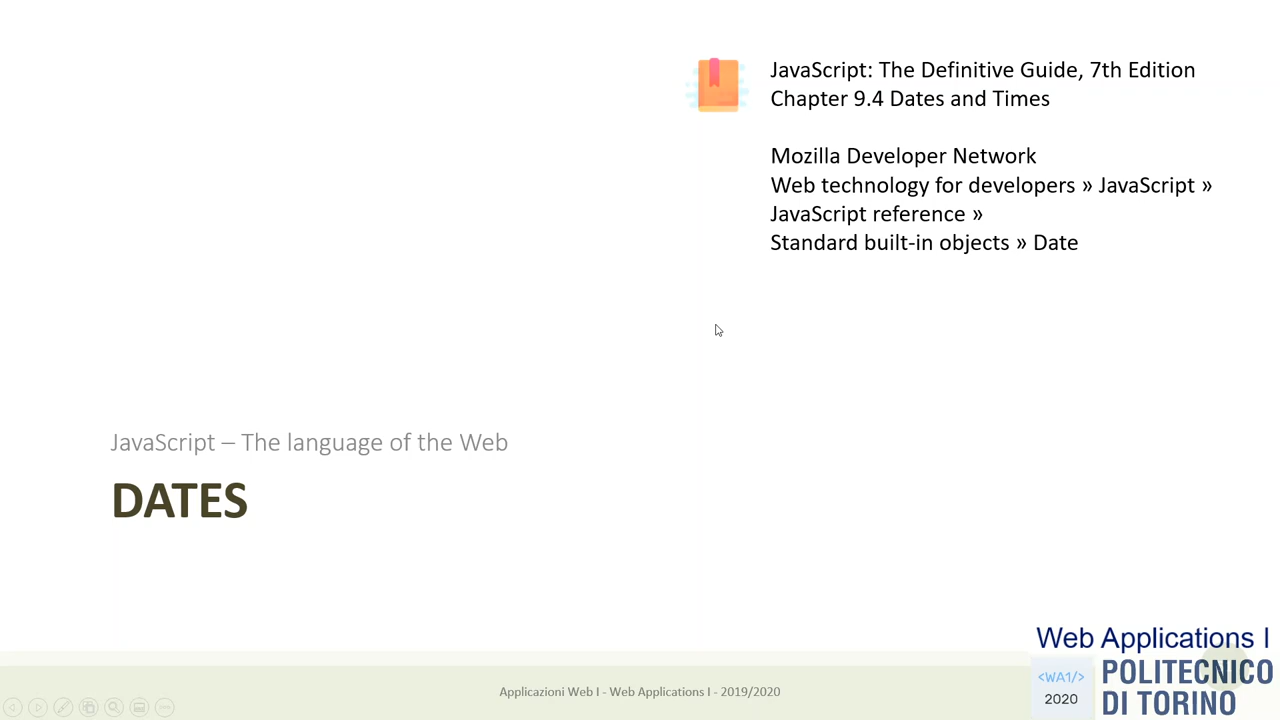 JavaScript: The Definitive Guide, 7th Edition
Chapter 9.4 Dates and Times
Mozilla Developer Network
Web technology for developers » JavaScript »
JavaScript reference »
Standard built-in objects » Date
JavaScript – The language of the Web
DATES
Applicazioni Web I - Web Applications I - 2019/2020
Web Applications I
<WA1/>
2020
POLITECNICO
DI TORINO